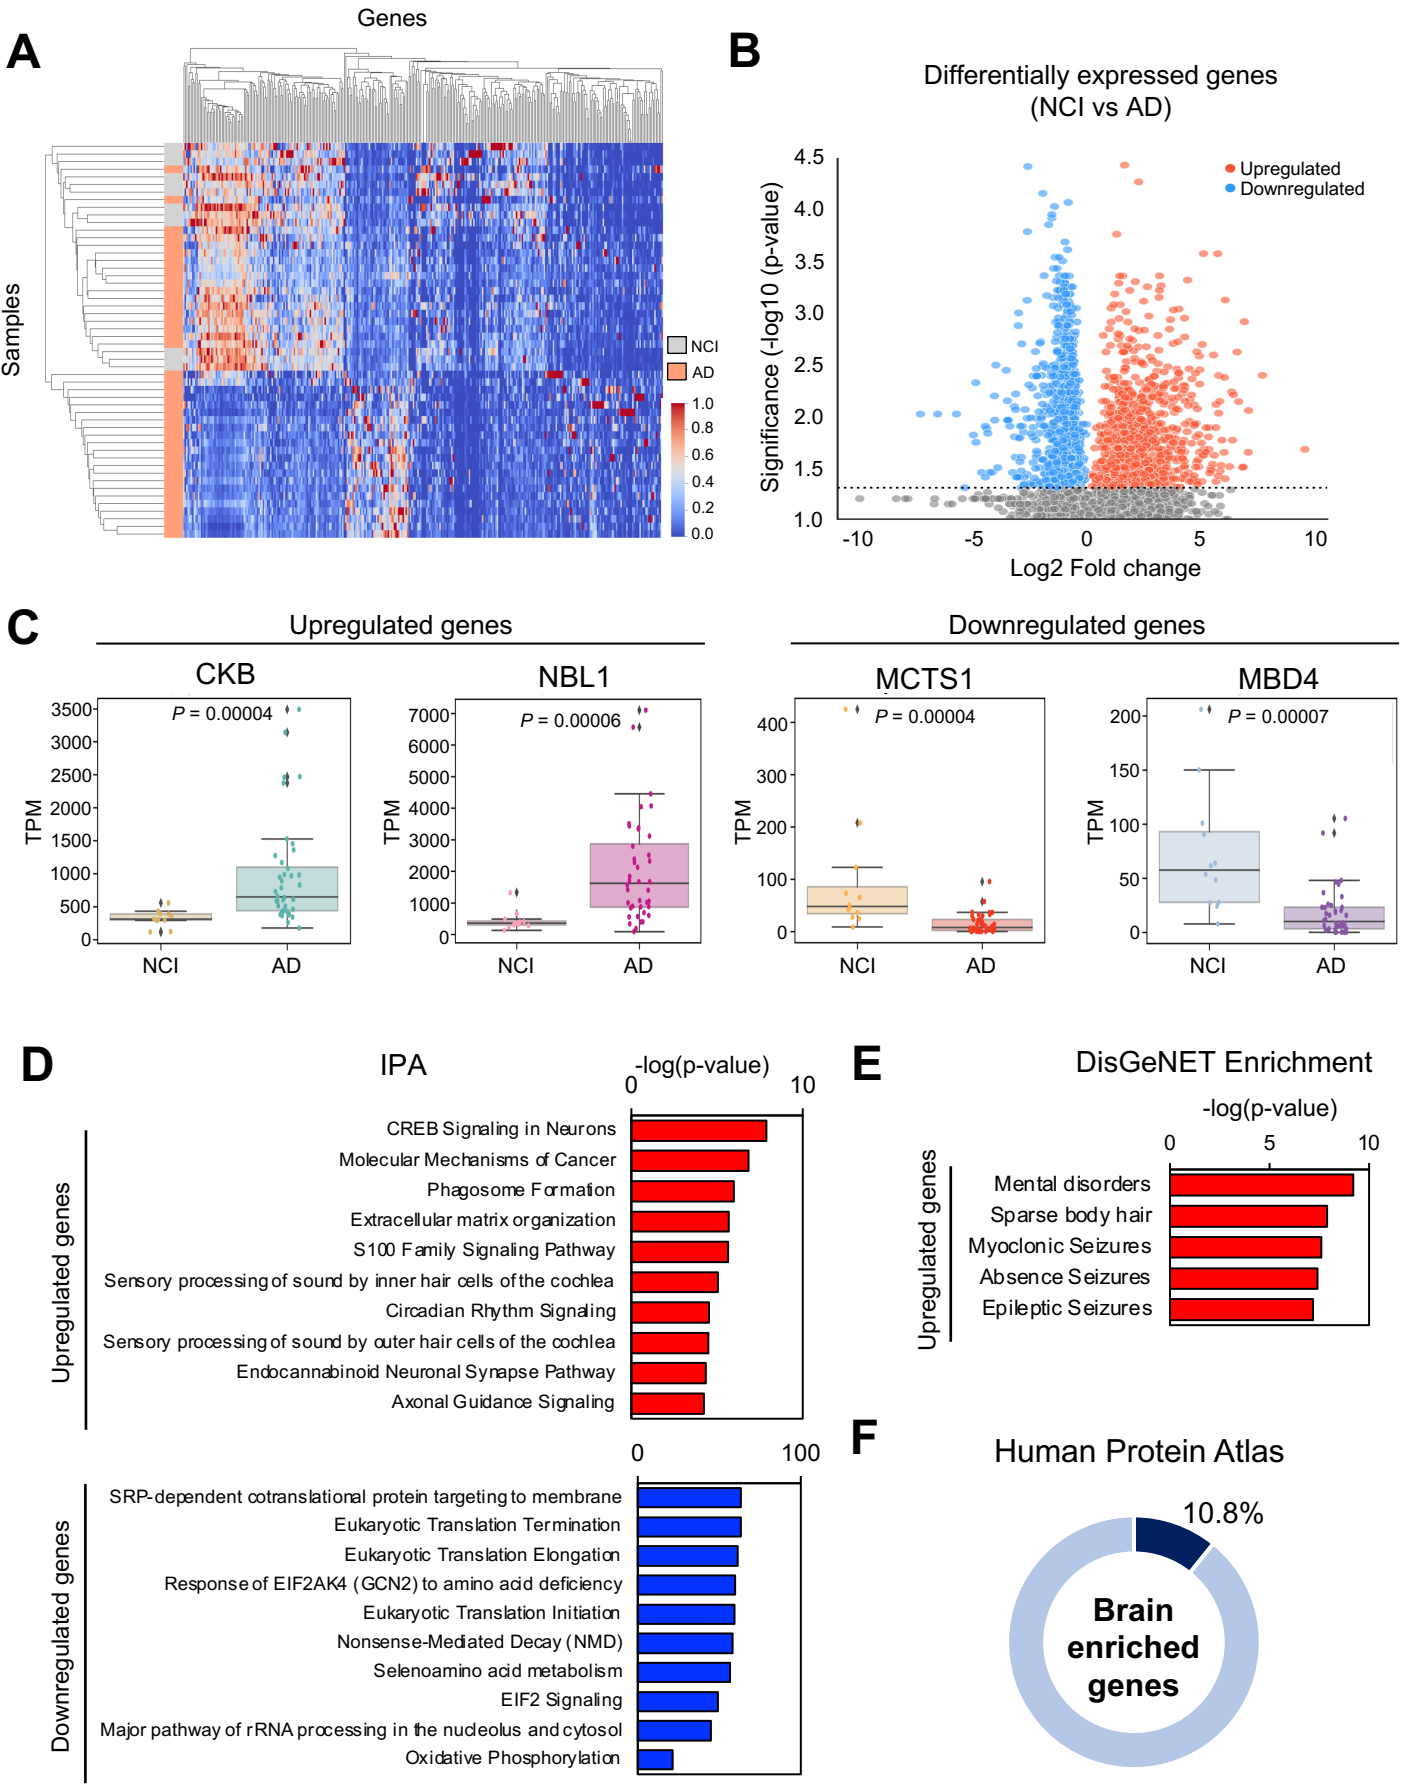 A
Genes
Samples
NCI
AD
1.0
0.8
0.6
0.4
0.2
0.0
B
Differentially expressed genes
(NCI vs AD)
Significance (-log10 (p-value)
4.5
4.0
3.5
3.0
2.5
2.0
1.5
1.0
Upregulated
Downregulated
-10
-5
0
5
10
Log2 Fold change
C
Upregulated genes
Downregulated genes
CKB
P = 0.00004
TPM
3500
3000
2500
2000
1500
1000
500
0
NCI
AD
NBL1
P = 0.00006
TPM
7000
6000
5000
4000
3000
2000
1000
0
NCI
AD
MCTS1
P = 0.00004
TPM
400
300
200
100
0
NCI
AD
MBD4
P = 0.00007
TPM
200
150
100
50
0
NCI
AD
D
IPA
-log(p-value)
0
10
Upregulated genes
CREB Signaling in Neurons
Molecular Mechanisms of Cancer
Phagosome Formation
Extracellular matrix organization
S100 Family Signaling Pathway
Sensory processing of sound by inner hair cells of the cochlea
Circadian Rhythm Signaling
Sensory processing of sound by outer hair cells of the cochlea
Endocannabinoid Neuronal Synapse Pathway
Axonal Guidance Signaling
0
100
Downregulated genes
SRP-dependent cotranslational protein targeting to membrane
Eukaryotic Translation Termination
Eukaryotic Translation Elongation
Response of EIF2AK4 (GCN2) to amino acid deficiency
Eukaryotic Translation Initiation
Nonsense-Mediated Decay (NMD)
Selenoamino acid metabolism
EIF2 Signaling
Major pathway of rRNA processing in the nucleolus and cytosol
Oxidative Phosphorylation
E
DisGeNET Enrichment
-log(p-value)
0
5
10
Upregulated genes
Mental disorders
Sparse body hair
Myoclonic Seizures
Absence Seizures
Epileptic Seizures
F
Human Protein Atlas
10.8%
Brain
enriched
genes